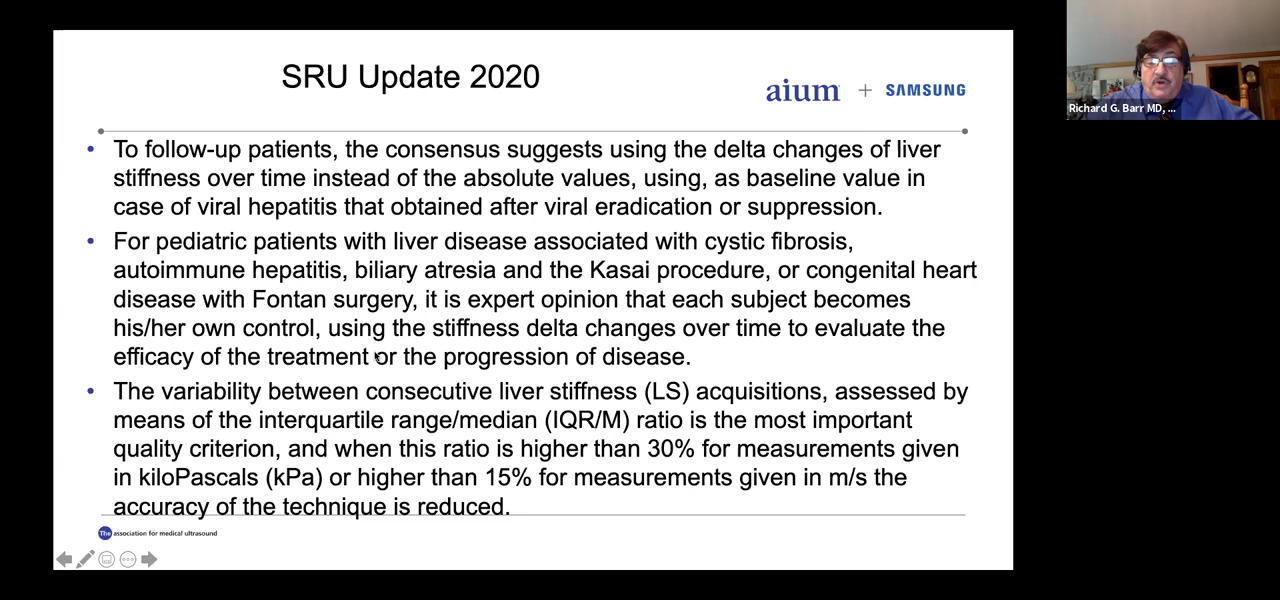 SRU Update 2020
aium + SAMSUNG
Richard G. Barr MD, ...
• To follow-up patients, the consensus suggests using the delta changes of liver
stiffness over time instead of the absolute values, using, as baseline value in
case of viral hepatitis that obtained after viral eradication or suppression.
• For pediatric patients with liver disease associated with cystic fibrosis,
autoimmune hepatitis, biliary atresia and the Kasai procedure, or congenital heart
disease with Fontan surgery, it is expert opinion that each subject becomes
his/her own control, using the stiffness delta changes over time to evaluate the
efficacy of the treatment or the progression of disease.
• The variability between consecutive liver stiffness (LS) acquisitions, assessed by
means of the interquartile range/median (IQR/M) ratio is the most important
quality criterion, and when this ratio is higher than 30% for measurements given
in kiloPascals (kPa) or higher than 15% for measurements given in m/s the
accuracy of the technique is reduced.
The association for medical ultrasound